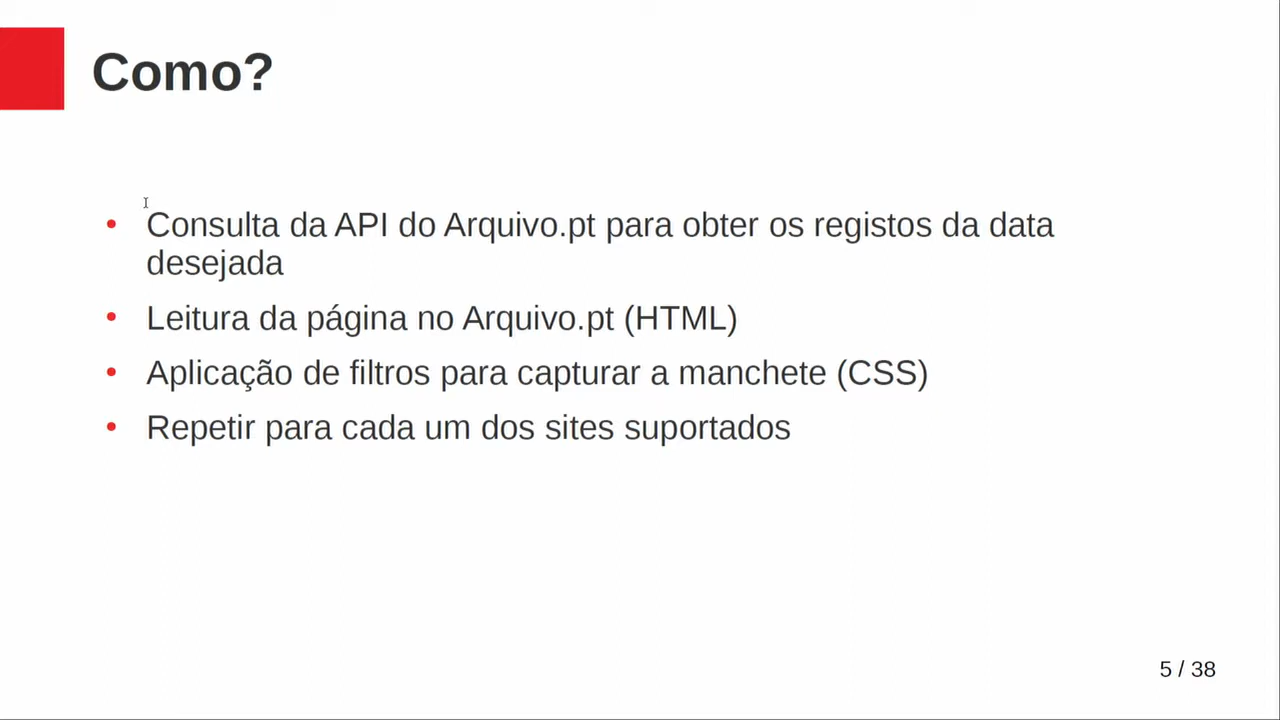 Como?
• Consulta da API do Arquivo.pt para obter os registos da data
desejada
• Leitura da página no Arquivo.pt (HTML)
• Aplicação de filtros para capturar a manchete (CSS)
• Repetir para cada um dos sites suportados
5 / 38